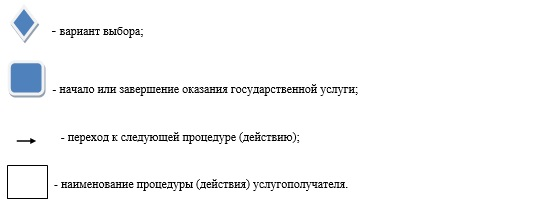 - вариант выбора;
- начало или завершение оказания государственной услуги;
- переход к следующей процедуре (действию);
- наименование процедуры (действия) услугополучателя.